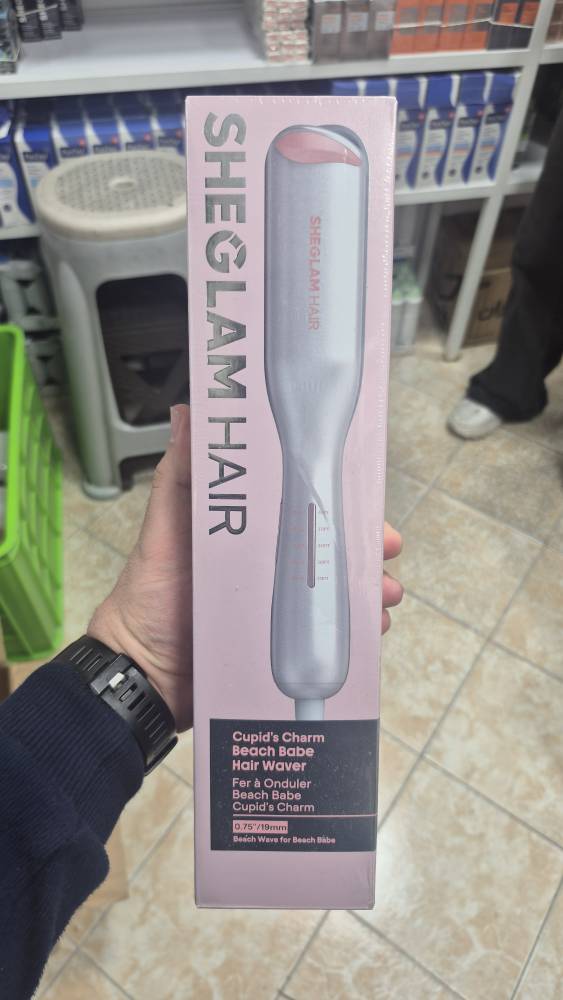 SHEGLAM HAIR
SHEGLAM HAIR
Cupid's Charm
Beach Babe
Hair Waver
Fer à Onduler
Beach Babe
Cupid's Charm
0.75"/19mm
Beach Wave for Beach Babe